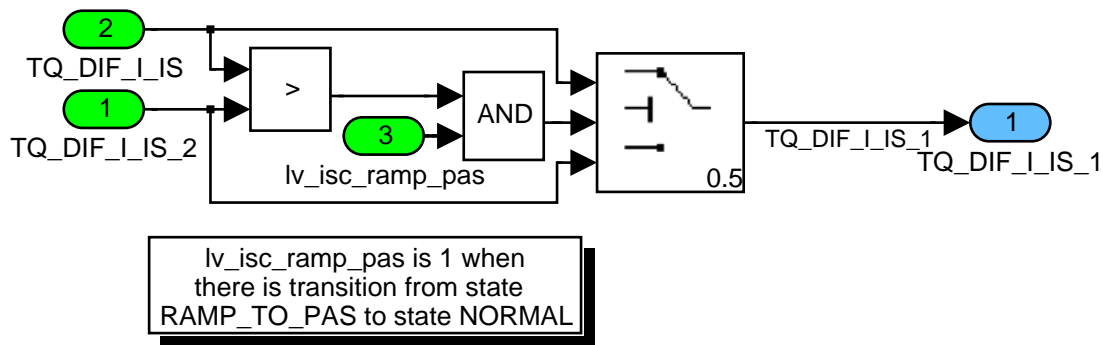 2
TQ_DIF_I_IS
>
1
TQ_DIF_I_IS_2
AND
3
lv_isc_ramp_pas
0.5
TQ_DIF_I_IS_1
1
TQ_DIF_I_IS_1
lv_isc_ramp_pas is 1 when
there is transition from state
RAMP_TO_PAS to state NORMAL